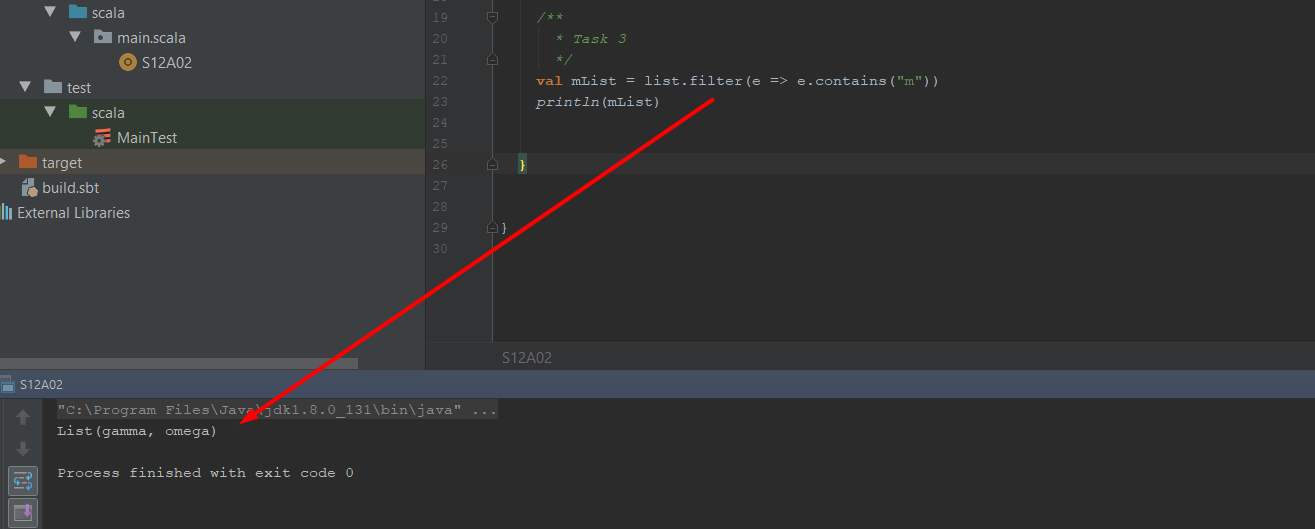 scala
main.scala
S12A02
test
scala
MainTest
target
build.sbt
External Libraries
19 /**
20 * Task 3
21 */
22 val mList = list.filter(e => e.contains("m"))
23 println(mList)
24
25
26 }
27
28
29 }
30
S12A02
S12A02
"C:\Program Files\Java\jdk1.8.0_131\bin\java" ...
List(gamma, omega)
Process finished with exit code 0